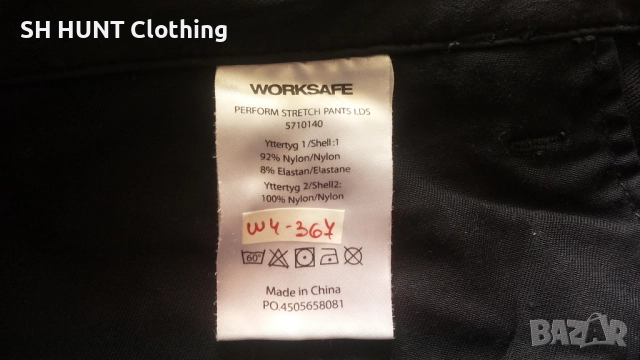 SH HUNT Clothing
WORKSAFE
PERFORM STRETCH PANTS LDS
5710140
Yttertyg 1/Shell:1
92% Nylon/Nylon
8% Elastan/Elastane
Yttertyg 2/Shell2:
100% Nylon/Nylon
W4-367
60°
Made in China
PO.4505658081
BAZAR